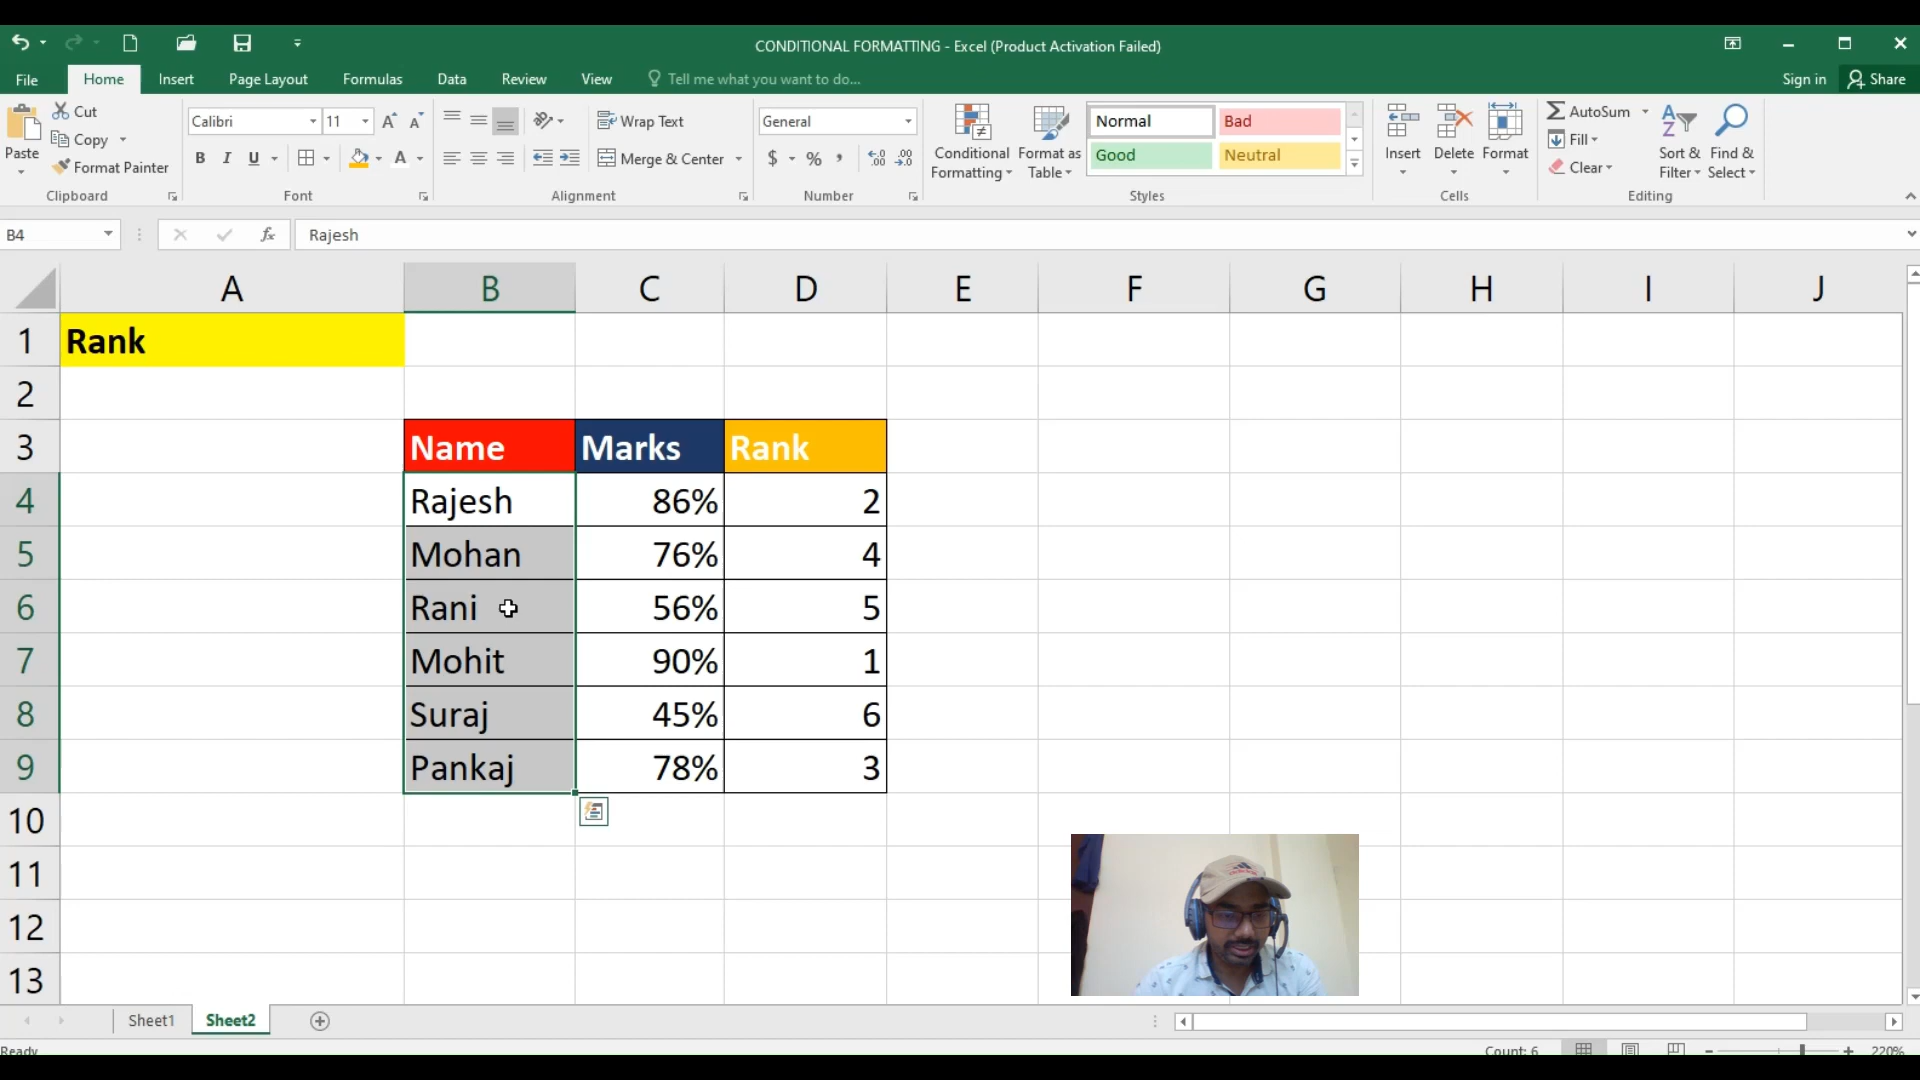 CONDITIONAL FORMATTING - Excel (Product Activation Failed)
File Home Insert Page Layout Formulas Data Review View Tell me what you want to do... Sign in Share
Paste Cut Copy Format Painter
Calibri 11
B I U
Wrap Text
Merge & Center
General
$ %
Conditional Formatting
Format as Table
Normal Bad
Good Neutral
Insert Delete Format
AutoSum
Fill
Clear
Sort & Filter
Find & Select
Clipboard Font Alignment Number Styles Cells Editing
B4 fx Rajesh
A B C D E F G H I J
1 Rank
2
3 Name Marks Rank
4 Rajesh 86% 2
5 Mohan 76% 4
6 Rani 56% 5
7 Mohit 90% 1
8 Suraj 45% 6
9 Pankaj 78% 3
10
11
12
13
Sheet1 Sheet2
Ready Count: 6 220%